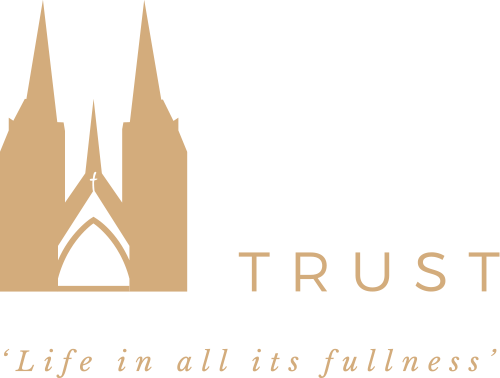 TRUST
‘Life in all its fullness’